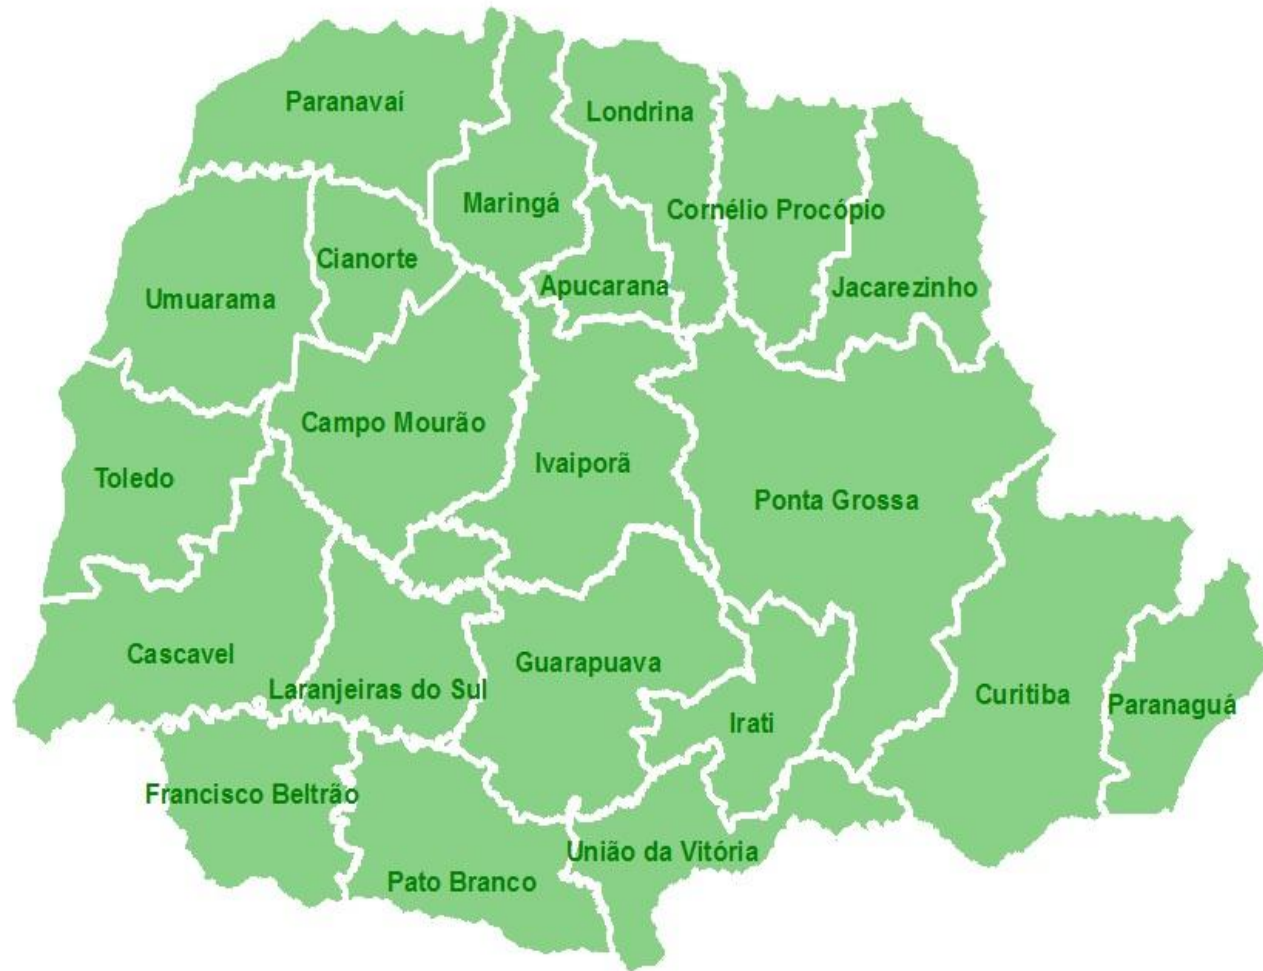 Paranavaí
Londrina
Maringá
Cornélio Procópio
Cianorte
Apucarana
Jacarezinho
Umuarama
Campo Mourão
Ivaiporã
Toledo
Ponta Grossa
Cascavel
Guarapuava
Laranjeiras do Sul
Curitiba
Paranaguá
Irati
Francisco Beltrão
União da Vitória
Pato Branco